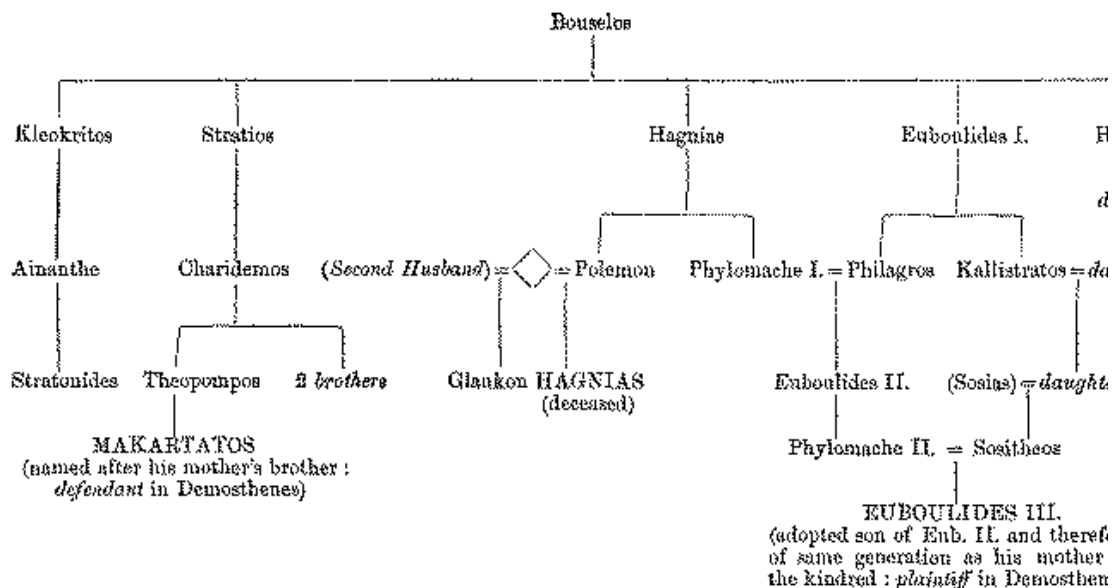 Bouselos
Kleokritos Stratios Hagnias Euboulides I.
Ainanthe Charidemos (Second Husband) = = Polemon Phylomache I. = Philagros Kallistratos =
Stratonides Theopompos 2 brothers Glaukon HAGNIAS Euboulides II. (Sosias) =
(deceased)
MAKARTATOS Phylomache II. = Sositheos
(named after his mother's brother :
defendant in Demosthenes)
EUBOULIDES III.
(adopted son of Eub. II. and
of same generation as his mother
the kindred : plaintiff in